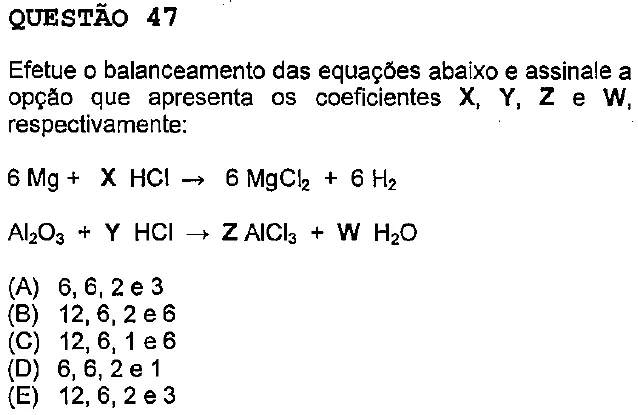 QUESTÃO 47
Efetue o balanceamento das equações abaixo e assinale a
opção que apresenta os coeficientes X, Y, Z e W,
respectivamente:
6 Mg + X HCl → 6 MgCl₂ + 6 H₂
Al₂O₃ + Y HCl → Z AlCl₃ + W H₂O
(A) 6, 6, 2 e 3
(B) 12, 6, 2 e 6
(C) 12, 6, 1 e 6
(D) 6, 6, 2 e 1
(E) 12, 6, 2 e 3